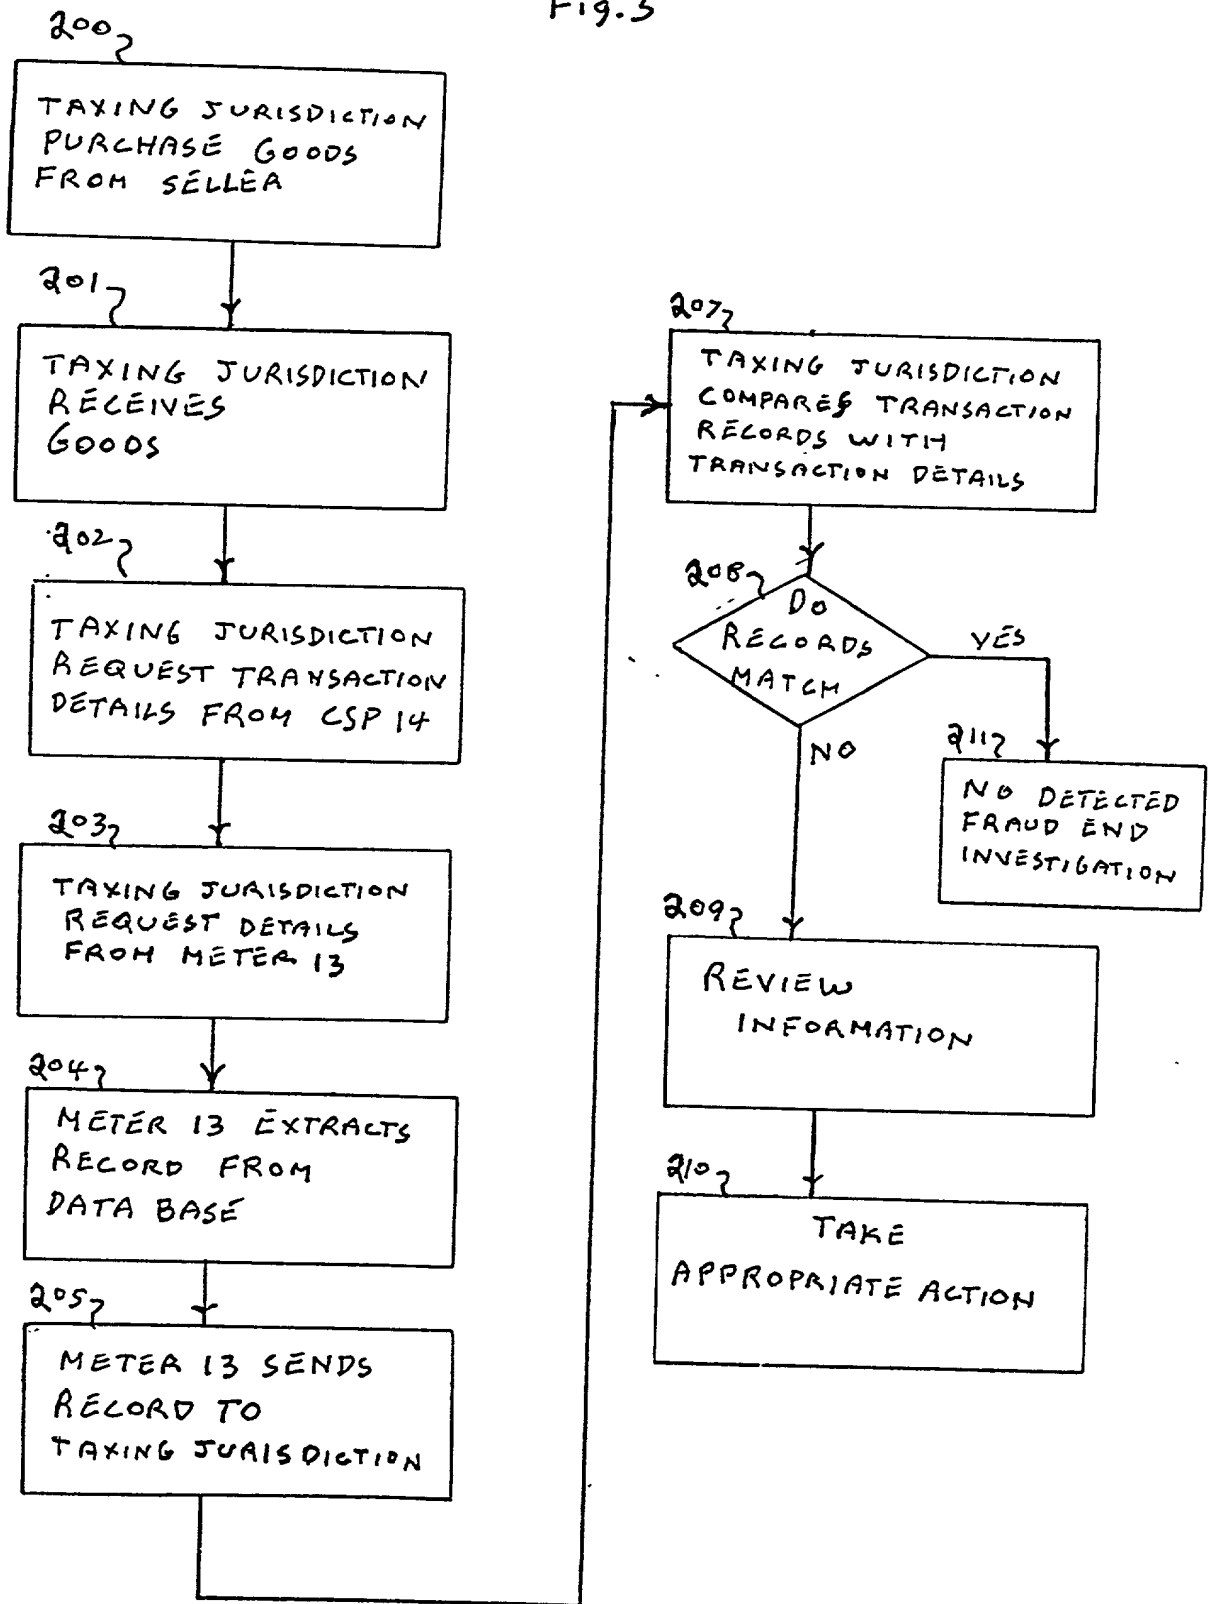 Fig. 3
200
TAXING JURISDICTION
PURCHASE GOODS
FROM SELLER
201
TAXING JURISDICTION
RECEIVES
GOODS
202
TAXING JURISDICTION
REQUEST TRANSACTION
DETAILS FROM CSP 14
203
TAXING JURISDICTION
REQUEST DETAILS
FROM METER 13
204
METER 13 EXTRACTS
RECORD FROM
DATA BASE
205
METER 13 SENDS
RECORD TO
TAXING JURISDICTION
207
TAXING JURISDICTION
COMPARES TRANSACTION
RECORDS WITH
TRANSACTION DETAILS
208
DO
RECORDS
MATCH
YES
NO
211
NO DETECTED
FRAUD END
INVESTIGATION
209
REVIEW
INFORMATION
210
TAKE
APPROPRIATE ACTION